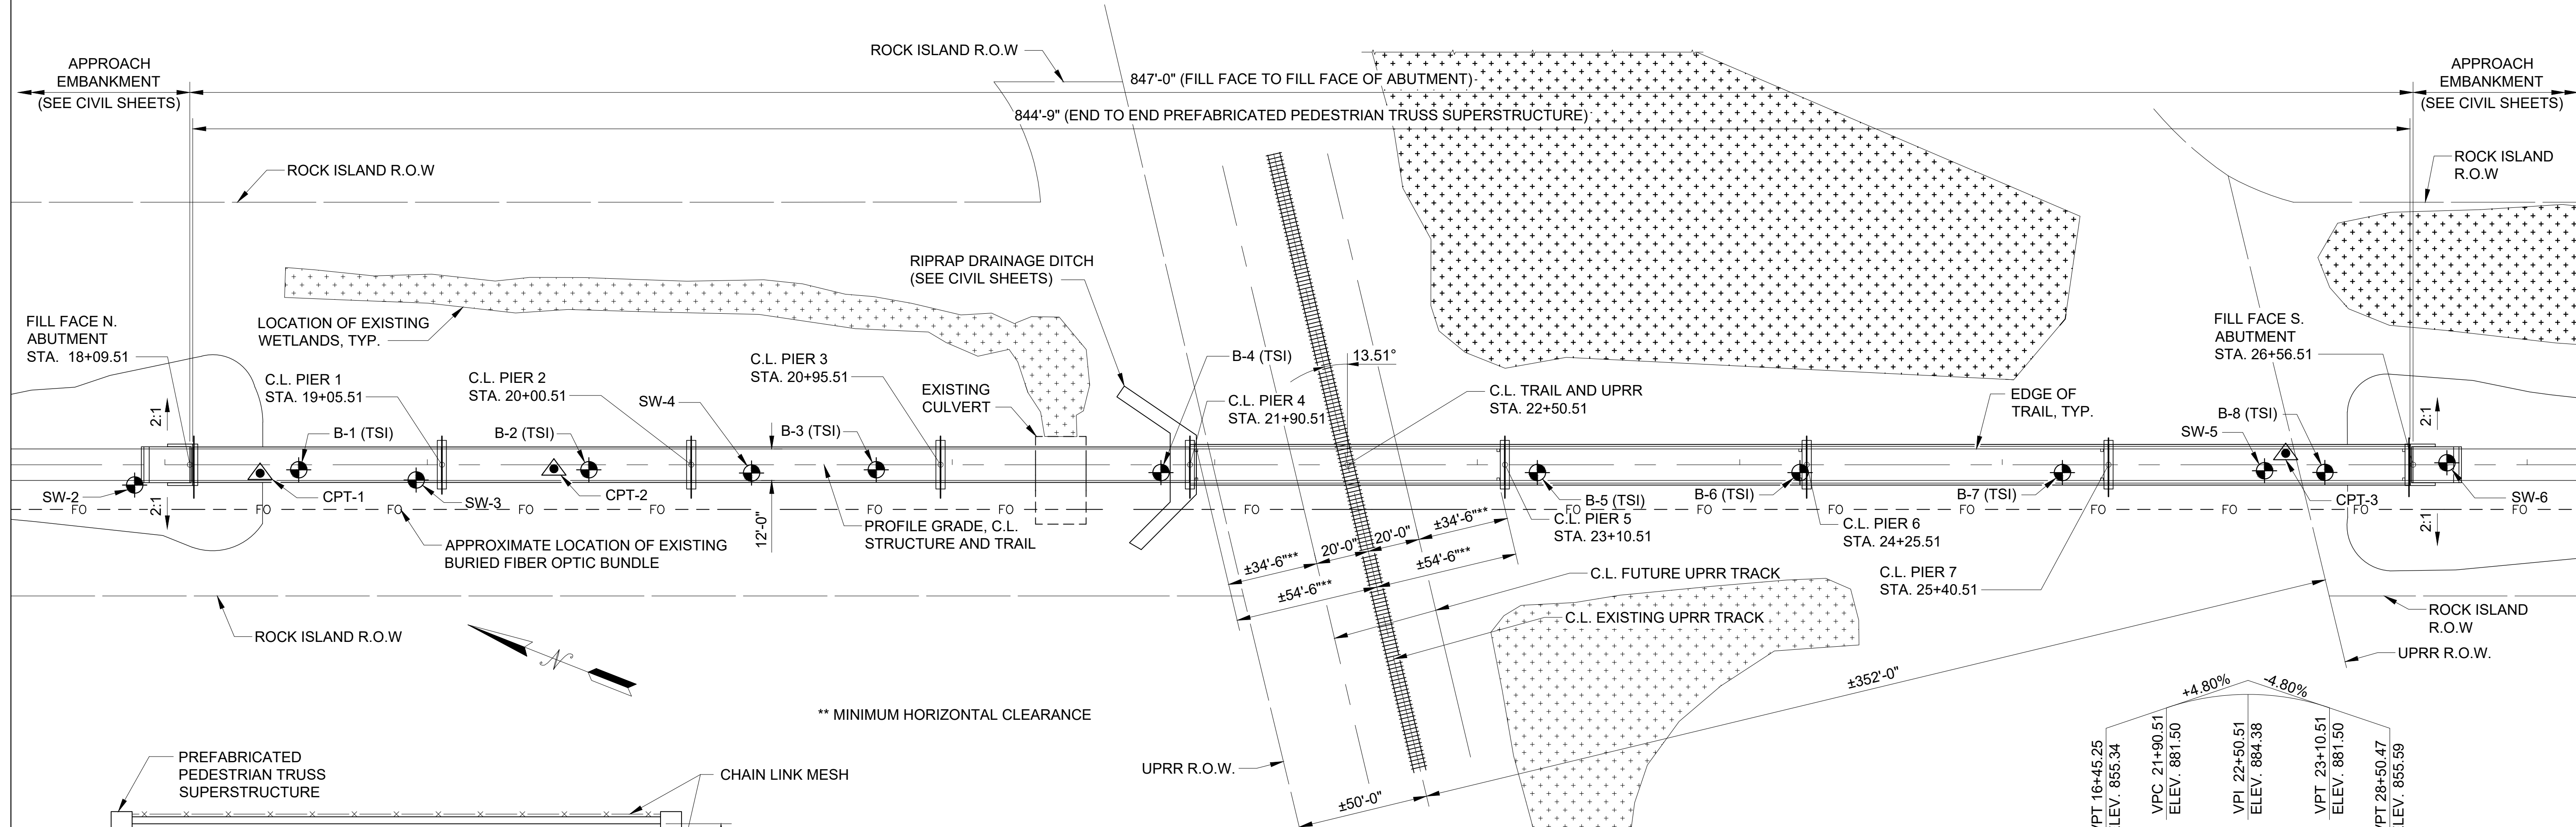 APPROACH
EMBANKMENT
(SEE CIVIL SHEETS)
ROCK ISLAND R.O.W
847'-0" (FILL FACE TO FILL FACE OF ABUTMENT)
844'-9" (END TO END PREFABRICATED PEDESTRIAN TRUSS SUPERSTRUCTURE)
APPROACH
EMBANKMENT
(SEE CIVIL SHEETS)
ROCK ISLAND R.O.W
ROCK ISLAND
R.O.W
RIPRAP DRAINAGE DITCH
(SEE CIVIL SHEETS)
FILL FACE N.
ABUTMENT
STA. 18+09.51
LOCATION OF EXISTING
WETLANDS, TYP.
C.L. PIER 1
STA. 19+05.51
C.L. PIER 2
STA. 20+00.51
SW-4
C.L. PIER 3
STA. 20+95.51
EXISTING
CULVERT
B-4 (TSI)
13.51°
C.L. PIER 4
STA. 21+90.51
C.L. TRAIL AND UPRR
STA. 22+50.51
EDGE OF
TRAIL, TYP.
FILL FACE S.
ABUTMENT
STA. 26+56.51
2:1
B-1 (TSI)
B-2 (TSI)
B-3 (TSI)
SW-5
B-8 (TSI)
2:1
SW-2
2:1
CPT-1
SW-3
CPT-2
12'-0"
B-5 (TSI)
B-6 (TSI)
B-7 (TSI)
CPT-3
SW-6
2:1
FO FO FO FO FO FO FO FO FO FO FO FO FO FO FO FO FO FO
PROFILE GRADE, C.L.
STRUCTURE AND TRAIL
APPROXIMATE LOCATION OF EXISTING
BURIED FIBER OPTIC BUNDLE
±34'-6"**
20'-0"
20'-0"
±34'-6"**
±54'-6"**
±54'-6"**
C.L. PIER 5
STA. 23+10.51
C.L. PIER 6
STA. 24+25.51
C.L. PIER 7
STA. 25+40.51
C.L. FUTURE UPRR TRACK
C.L. EXISTING UPRR TRACK
ROCK ISLAND R.O.W
ROCK ISLAND
R.O.W
UPRR R.O.W.
N
±352'-0"
** MINIMUM HORIZONTAL CLEARANCE
+4.80%
-4.80%
VPT 16+45.25
ELEV. 855.34
VPC 21+90.51
ELEV. 881.50
VPI 22+50.51
ELEV. 884.38
VPT 23+10.51
ELEV. 881.50
VPT 28+50.47
ELEV. 855.59
PREFABRICATED
PEDESTRIAN TRUSS
SUPERSTRUCTURE
CHAIN LINK MESH
UPRR R.O.W.
±50'-0"